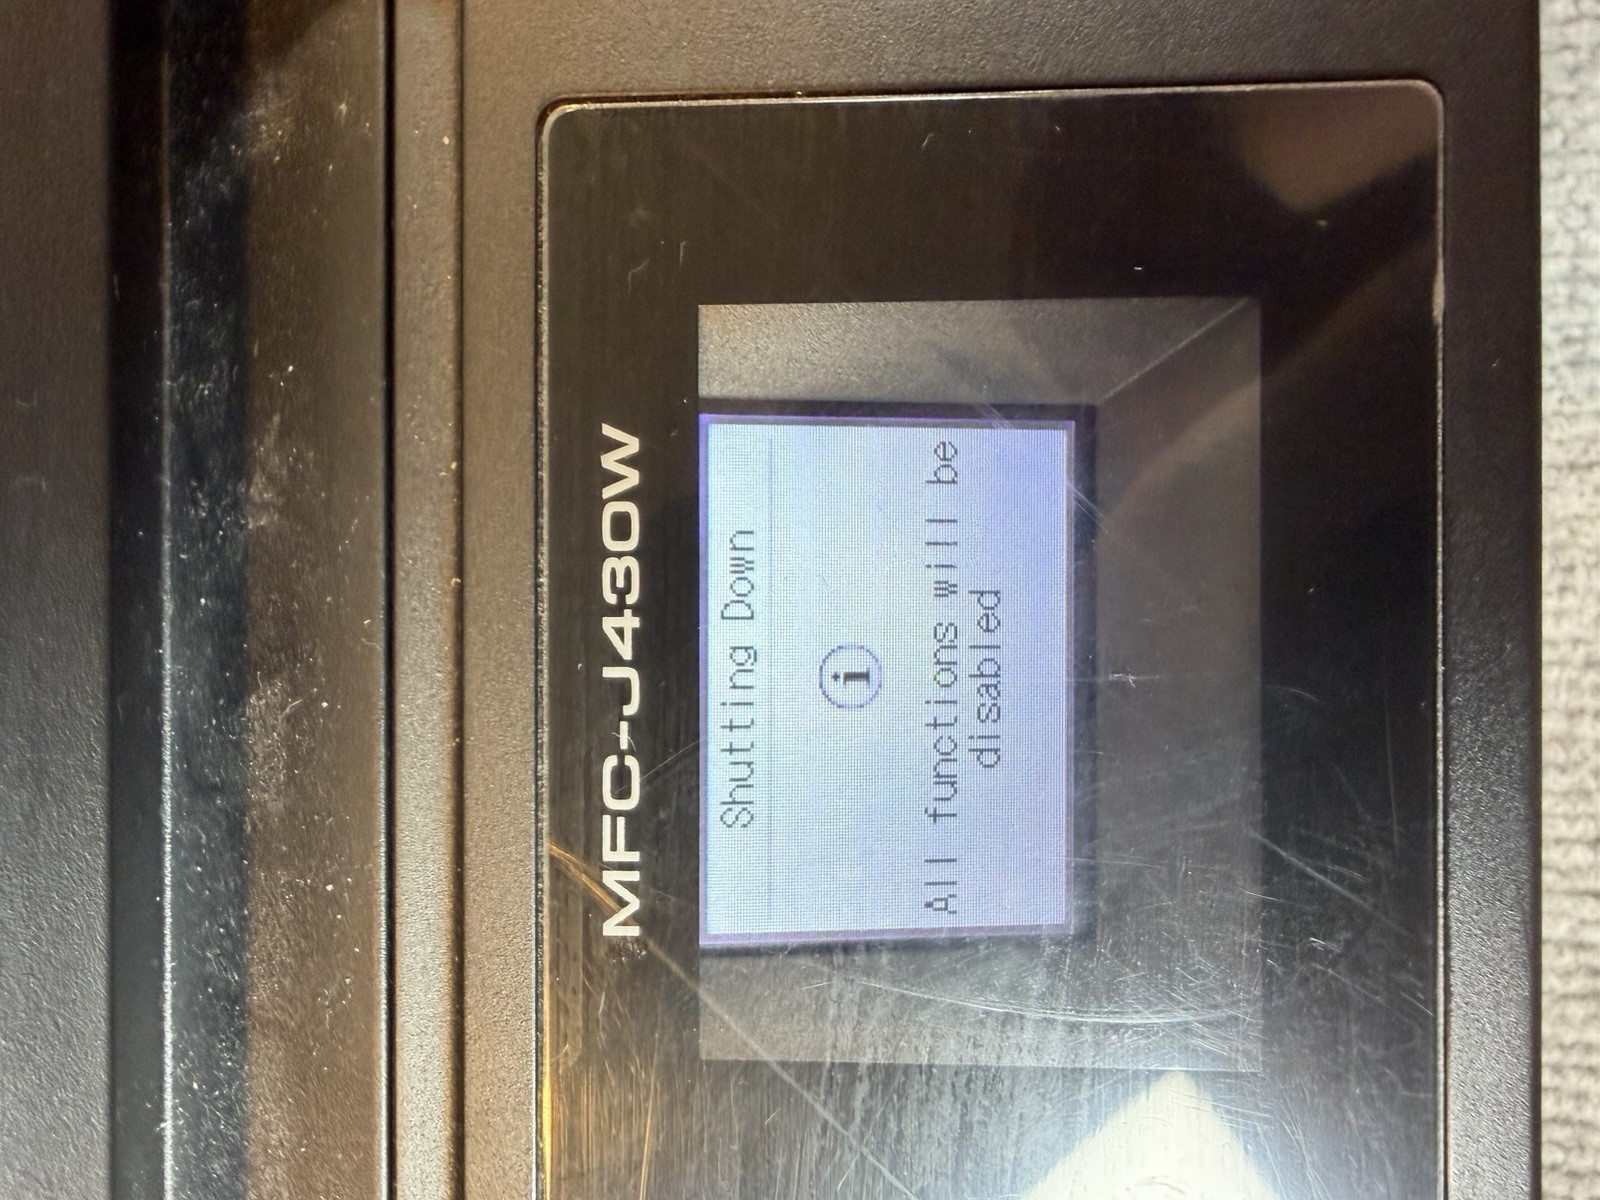 MFC-J430W
Shutting Down
i
All functions will be
disabled